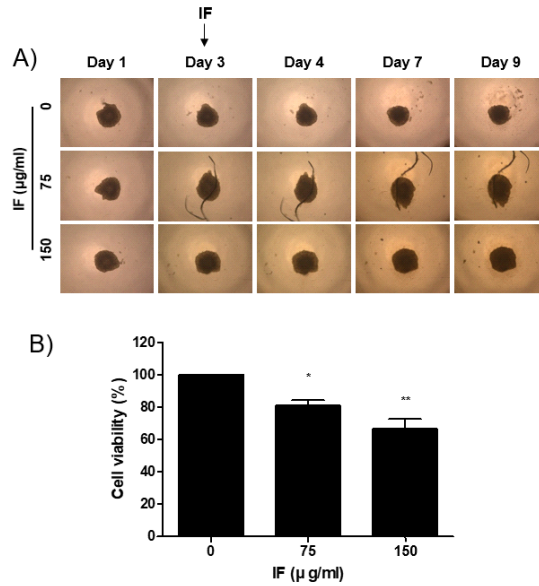 IF
A)
Day 1 Day 3 Day 4 Day 7 Day 9
IF (µg/ml)
0
75
150
B)
Cell viability (%)
120
100
80
60
40
20
0
*
**
0 75 150
IF (µ g/ml)